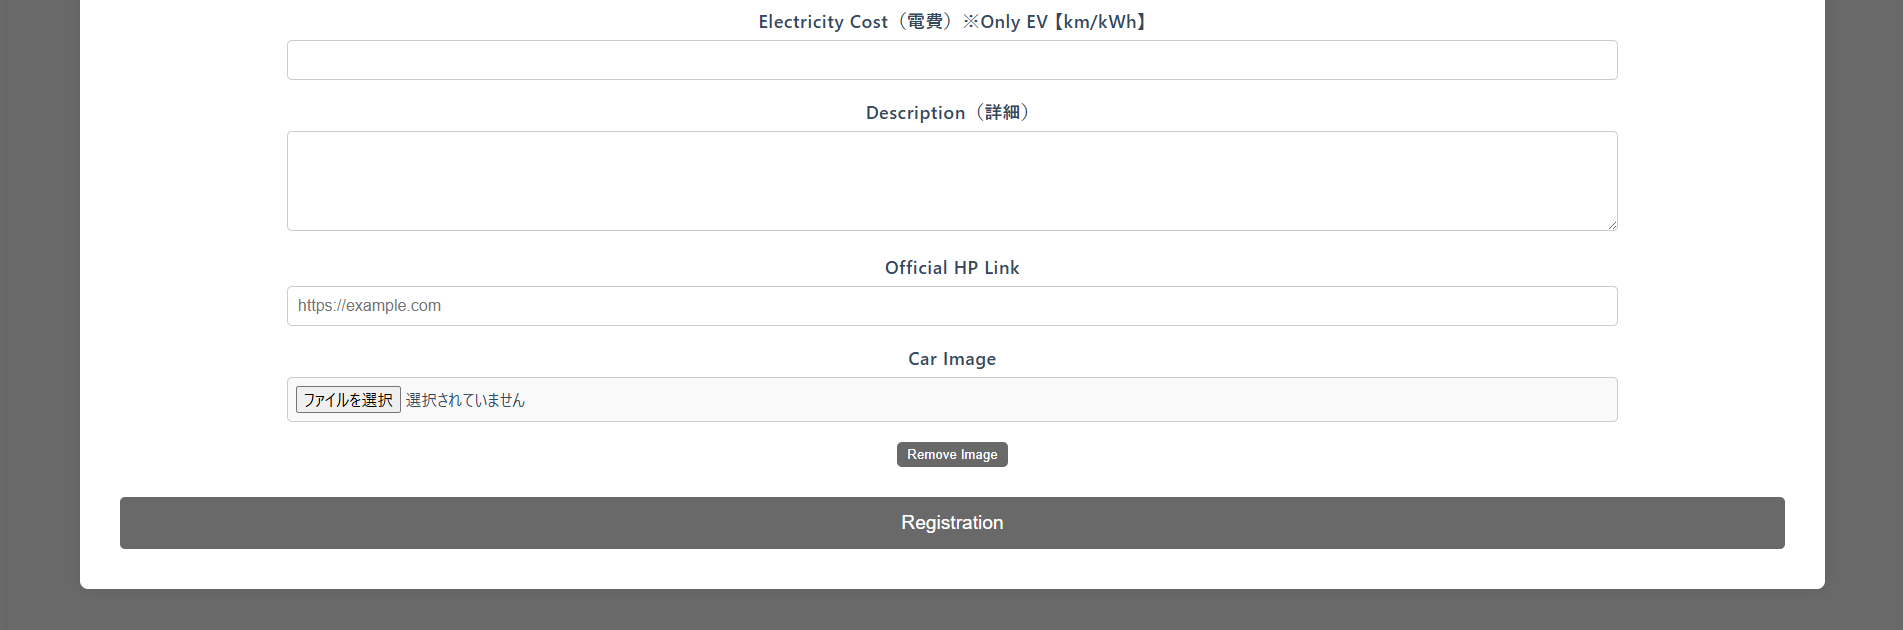 Electricity Cost（電費）※Only EV【km/kWh】
Description（詳細）
Official HP Link
https://example.com
Car Image
ファイルを選択 選択されていません
Remove Image
Registration